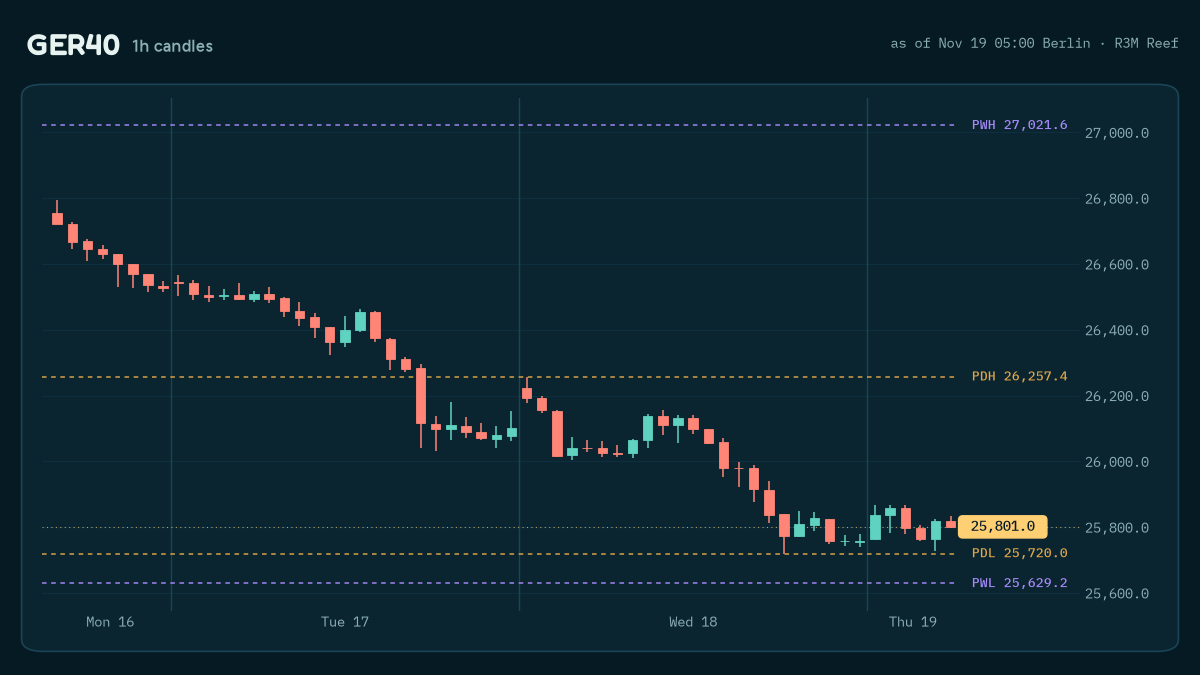 GER40 1h candles
as of Nov 19 05:00 Berlin · R3M Reef
PWH 27,021.6
27,000.0
26,800.0
26,600.0
26,400.0
PDH 26,257.4
26,200.0
26,000.0
25,801.0
25,800.0
PDL 25,720.0
PWL 25,629.2
25,600.0
Mon 16 Tue 17 Wed 18 Thu 19